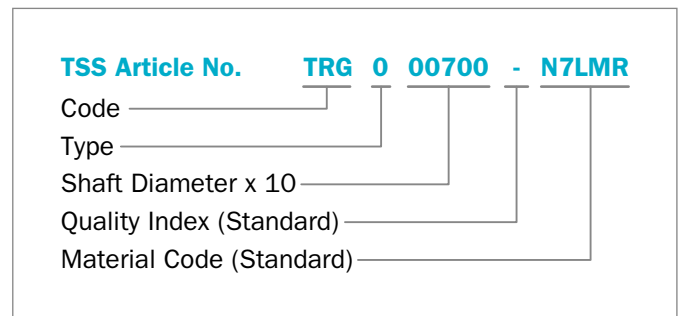 TSS Article No. TRG 0 00700 - N7LMR
Code
Type
Shaft Diameter x 10
Quality Index (Standard)
Material Code (Standard)